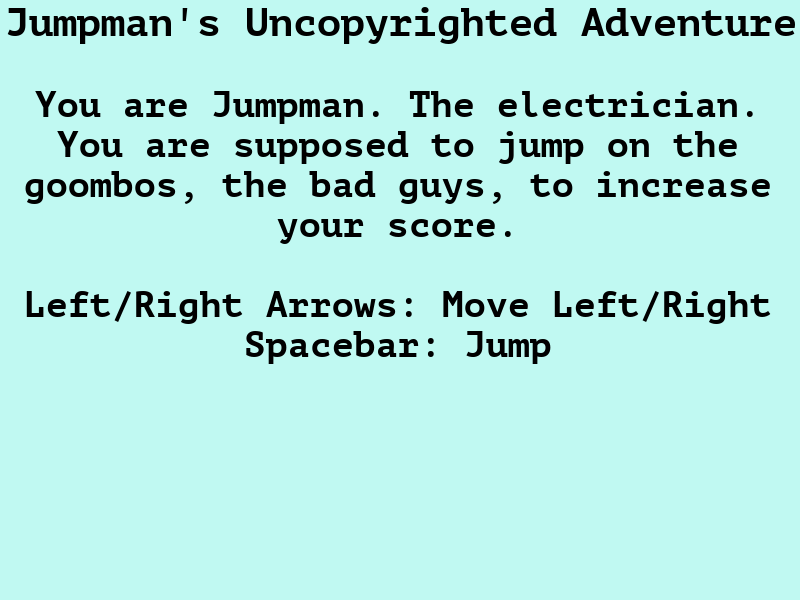 Jumpman's Uncopyrighted Adventure
You are Jumpman. The electrician.
You are supposed to jump on the
goombos, the bad guys, to increase
your score.
Left/Right Arrows: Move Left/Right
Spacebar: Jump